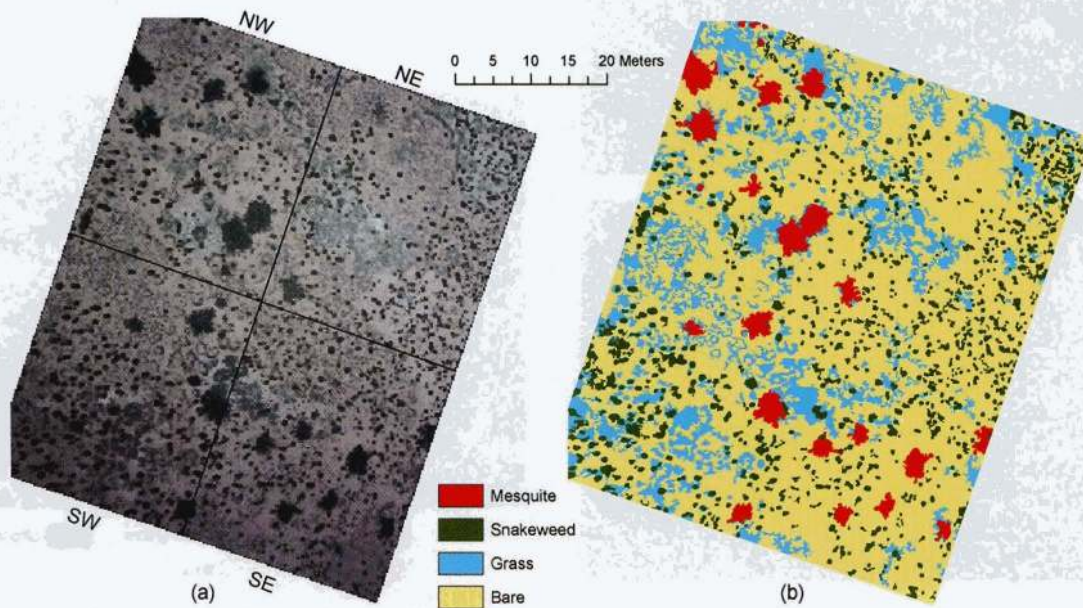 NW
NE
0 5 10 15 20 Meters
SW
SE
Mesquite
Snakeweed
Grass
Bare
(a)
(b)